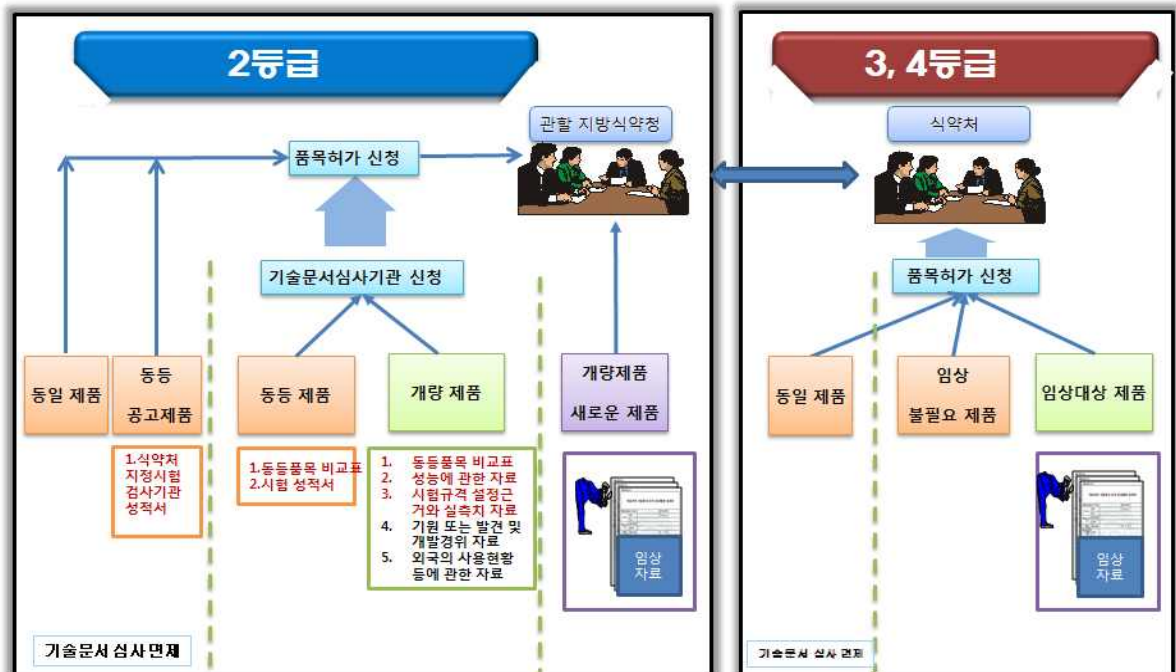 2등급
관할 지방식약청
품목허가 신청
기술문서심사기관 신청
동일 제품
동등
공고제품
동등 제품
개량 제품
개량제품
새로운 제품
1.식약처
지정시험
검사기관
성적서
1.동등품목 비교표
2.시험 성적서
1. 동등품목 비교표
2. 성능에 관한 자료
3. 시험규격 설정근
거와 실측치 자료
4. 기원 또는 발견 및
개발경위 자료
5. 외국의 사용현황
등에 관한 자료
임상
자료
기술문서 심사 면제
3, 4등급
식약처
품목허가 신청
동일 제품
임상
불필요 제품
임상대상 제품
임상
자료
기술문서 심사 면제